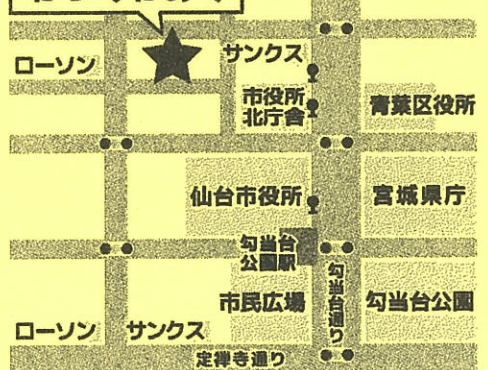 ローソン
サンクス
市役所
北庁舎
青葉区役所
仙台市役所
宮城県庁
勾当台
公園駅
市民広場
勾当台通り
勾当台公園
ローソン
サンクス
定禅寺通り